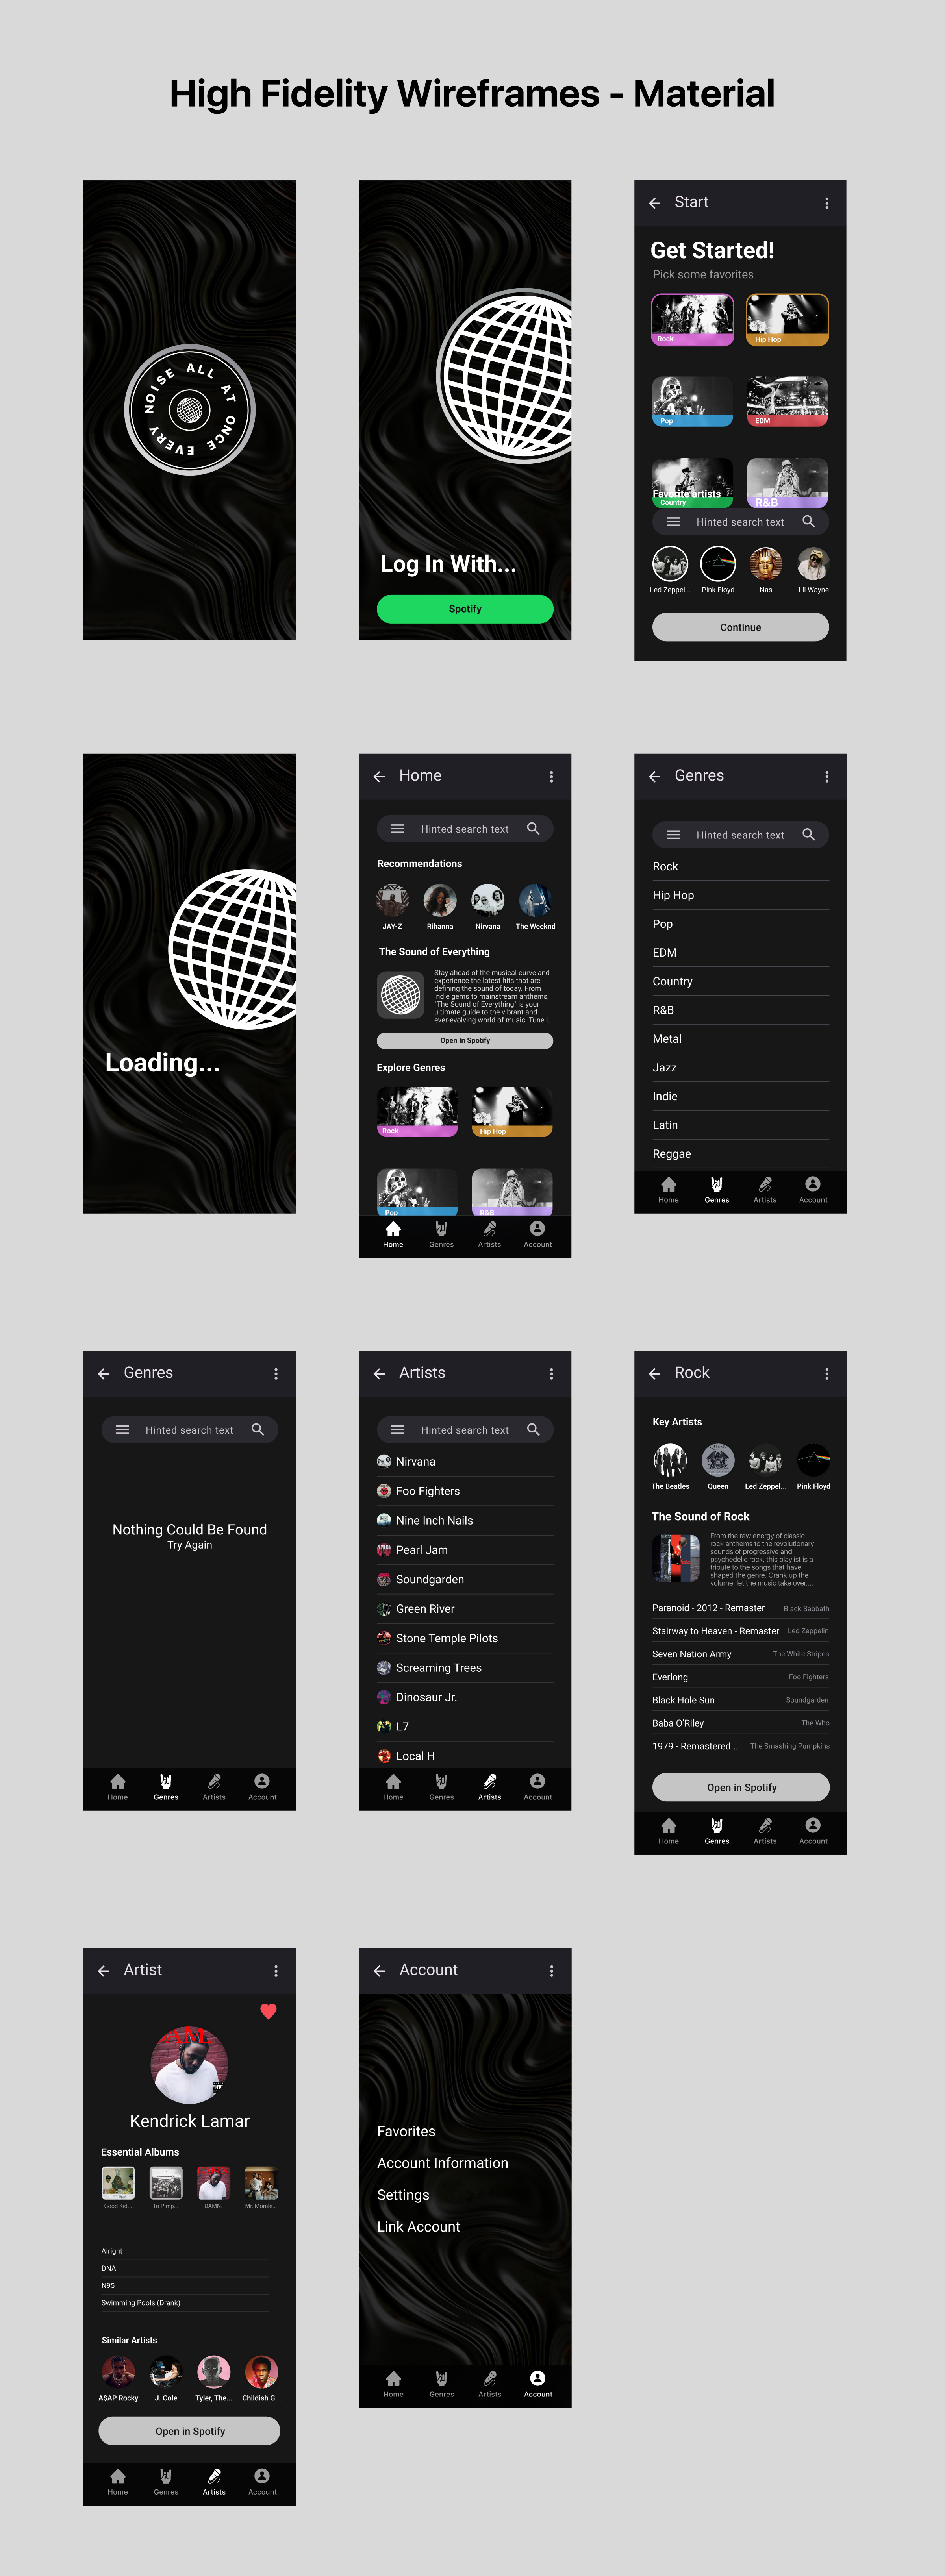 High Fidelity Wireframes - Material
EVERY NOISE ALL AT ONCE
Log In With...
Spotify
Start
Get Started!
Pick some favorites
Rock
Hip Hop
Pop
EDM
Favorite artists
Country
R&B
Hinted search text
Led Zeppel...
Pink Floyd
Nas
Lil Wayne
Continue
Loading...
Home
Hinted search text
Recommendations
JAY-Z
Rihanna
Nirvana
The Weeknd
The Sound of Everything
Stay ahead of the musical curve and
experience the latest hits that are
defining the sound of today. From
indie gems to mainstream anthems,
"The Sound of Everything" is your
ultimate guide to the vibrant and
ever-evolving world of music. Tune i...
Open In Spotify
Explore Genres
Rock
Hip Hop
Pop
R&B
Home
Genres
Artists
Account
Genres
Hinted search text
Rock
Hip Hop
Pop
EDM
Country
R&B
Metal
Jazz
Indie
Latin
Reggae
Home
Genres
Artists
Account
Genres
Hinted search text
Nothing Could Be Found
Try Again
Home
Genres
Artists
Account
Artists
Hinted search text
Nirvana
Foo Fighters
Nine Inch Nails
Pearl Jam
Soundgarden
Green River
Stone Temple Pilots
Screaming Trees
Dinosaur Jr.
L7
Local H
Home
Genres
Artists
Account
Rock
Key Artists
The Beatles
Queen
Led Zeppel...
Pink Floyd
The Sound of Rock
From the raw energy of classic
rock anthems to the revolutionary
sounds of progressive and
psychedelic rock, this playlist is a
tribute to the songs that have
shaped the genre. Crank up the
volume, let the music take over,...
Paranoid - 2012 - Remaster Black Sabbath
Stairway to Heaven - Remaster Led Zeppelin
Seven Nation Army The White Stripes
Everlong Foo Fighters
Black Hole Sun Soundgarden
Baba O'Riley The Who
1979 - Remastered... The Smashing Pumpkins
Open in Spotify
Home
Genres
Artists
Account
Artist
Kendrick Lamar
Essential Albums
Good Kid...
To Pimp...
DAMN.
Mr. Morale...
Alright
DNA.
N95
Swimming Pools (Drank)
Similar Artists
A$AP Rocky
J. Cole
Tyler, The...
Childish G...
Open in Spotify
Home
Genres
Artists
Account
Account
Favorites
Account Information
Settings
Link Account
Home
Genres
Artists
Account